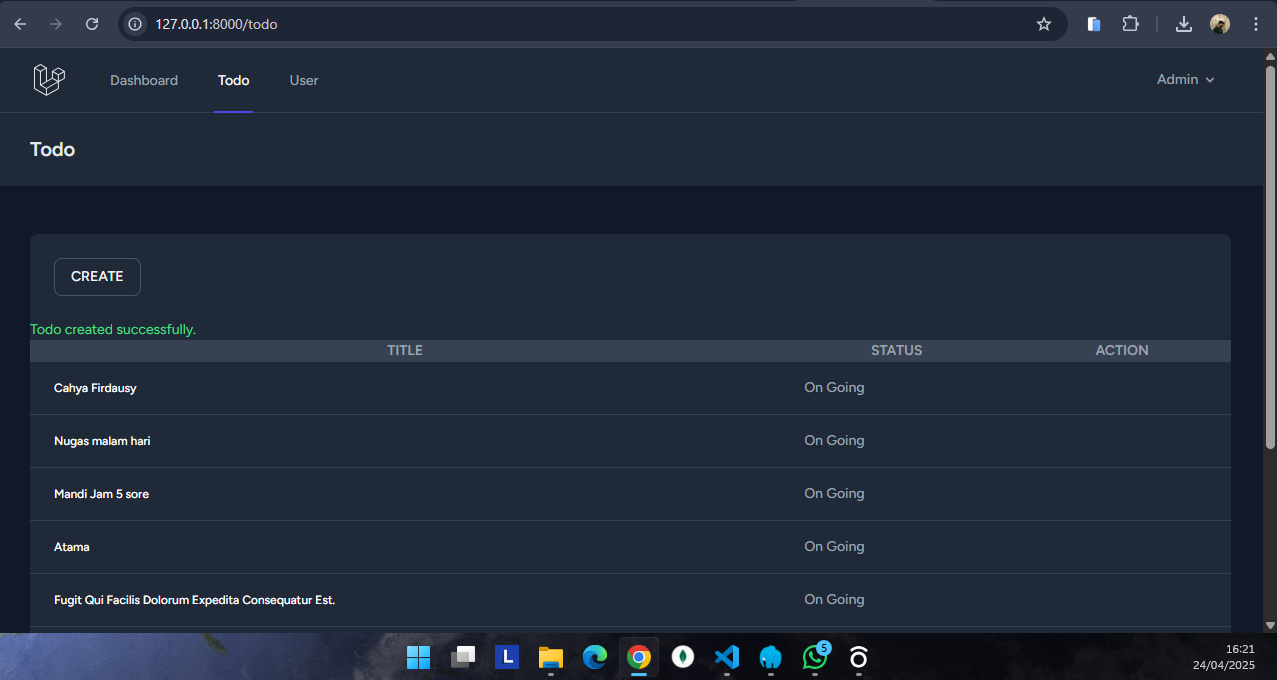 127.0.0.1:8000/todo
Dashboard Todo User Admin
Todo
CREATE
Todo created successfully.
TITLE STATUS ACTION
Cahya Firdausy On Going
Nugas malam hari On Going
Mandi Jam 5 sore On Going
Atama On Going
Fugit Qui Facilis Dolorum Expedita Consequatur Est. On Going
L
5
16:21
24/04/2025